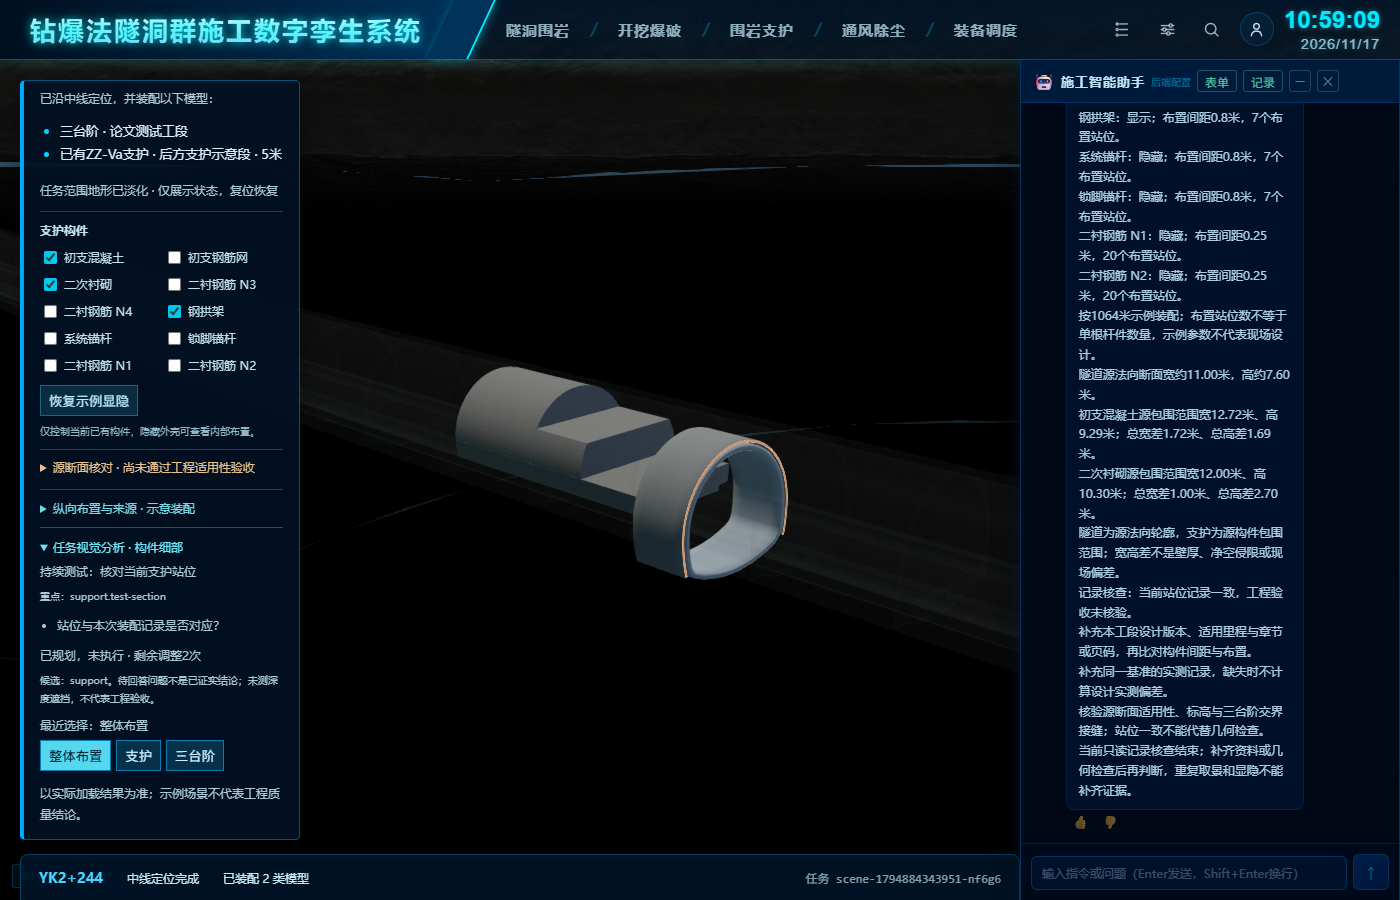 钻爆法隧洞群施工数字孪生系统
隧洞围岩 / 开挖爆破 / 围岩支护 / 通风除尘 / 装备调度
10:59:09
2026/11/17
已沿中线定位，并装配以下模型：
三台阶 · 论文测试工段
已有ZZ-Va支护 · 后方支护示意段 · 5米
任务范围地形已淡化 · 仅展示状态，复位恢复
支护构件
初支混凝土 初支钢筋网
二次衬砌 二衬钢筋 N3
二衬钢筋 N4 钢拱架
系统锚杆 锁脚锚杆
二衬钢筋 N1 二衬钢筋 N2
恢复示例显隐
仅控制当前已有构件，隐藏外壳可查看内部布置。
源断面核对 · 尚未通过工程适用性验收
纵向布置与来源 · 示意装配
任务视觉分析 · 构件细部
持续测试：核对当前支护站位
重点：support.test-section
站位与本次装配记录是否对应？
已规划，未执行 · 剩余调整2次
候选：support。待回答问题不是已证实结论；未测深
度遮挡，不代表工程验收。
最近选择：整体布置
整体布置 支护 三台阶
以实际加载结果为准；示例场景不代表工程质
量结论。
YK2+244 中线定位完成 已装配 2 类模型
任务 scene-1794884343951-nf6g6
施工智能助手 后端配置 表单 记录
钢拱架：显示；布置间距0.8米，7个布
置站位。
系统锚杆：隐藏；布置间距0.8米，7个
布置站位。
锁脚锚杆：隐藏；布置间距0.8米，7个
布置站位。
二衬钢筋 N1：隐藏；布置间距0.25
米，20个布置站位。
二衬钢筋 N2：隐藏；布置间距0.25
米，20个布置站位。
按1064米示例装配；布置站位数不等于
单根杆件数量，示例参数不代表现场设
计。
隧道源法向断面宽约11.00米，高约7.60
米。
初支混凝土源包围范围宽12.72米、高
9.29米；总宽差1.72米、总高差1.69
米。
二次衬砌源包围范围宽12.00米、高
10.30米；总宽差1.00米、总高差2.70
米。
隧道为源法向轮廓，支护为源构件包围
范围；宽高差不是壁厚、净空侵限或现
场偏差。
记录核查：当前站位记录一致，工程验
收未核验。
补充本工段设计版本、适用里程与章节
或页码，再比对构件间距与布置。
补充同一基准的实测记录，缺失时不计
算设计实测偏差。
核验源断面适用性、标高与三台阶交界
接缝；站位一致不能代替几何检查。
当前只读记录核查结束；补齐资料或几
何检查后再判断，重复取景和显隐不能
补齐证据。
输入指令或问题（Enter发送，Shift+Enter换行）